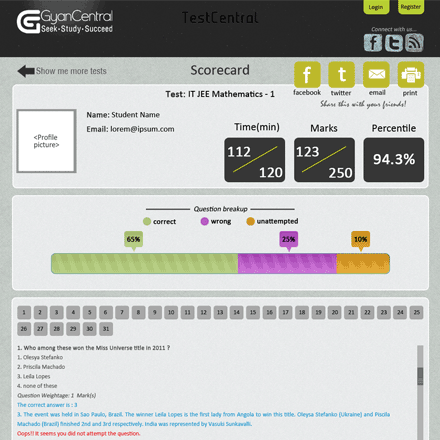 GyanCentral
Seek•Study•Succeed
TestCentral
Login
Register
Connect with us...
Show me more tests
Scorecard
facebook
twitter
email
print
Share this with your friends!
Test: IT JEE Mathematics - 1
<Profile picture>
Name: Student Name
Email: lorem@ipsum.com
Time(min)
Marks
Percentile
112
120
123
250
94.3%
Question breakup
correct
wrong
unattempted
65%
25%
10%
1 2 3 4 5 6 7 8 9 10 11 12 13 14 15 16 17 18 19 20 21 22 23 24 25
26 27 28 29 30 31
1. Who among these won the Miss Universe title in 2011 ?
1. Olesya Stefanko
2. Priscila Machado
3. Leila Lopes
4. none of these
Question Weightage: 1 Mark(s)
The correct answer is : 3
3. The event was held in Sao Paulo, Brazil. The winner Leila Lopes is the first lady from Angola to win this title. Olesya Stefanko (Ukraine) and Piscila
Machado (Brazil) finished 2nd and 3rd respectively. India was represented by Vasuki Sunkavalli.
Oops!! It seems you did not attempt the question.